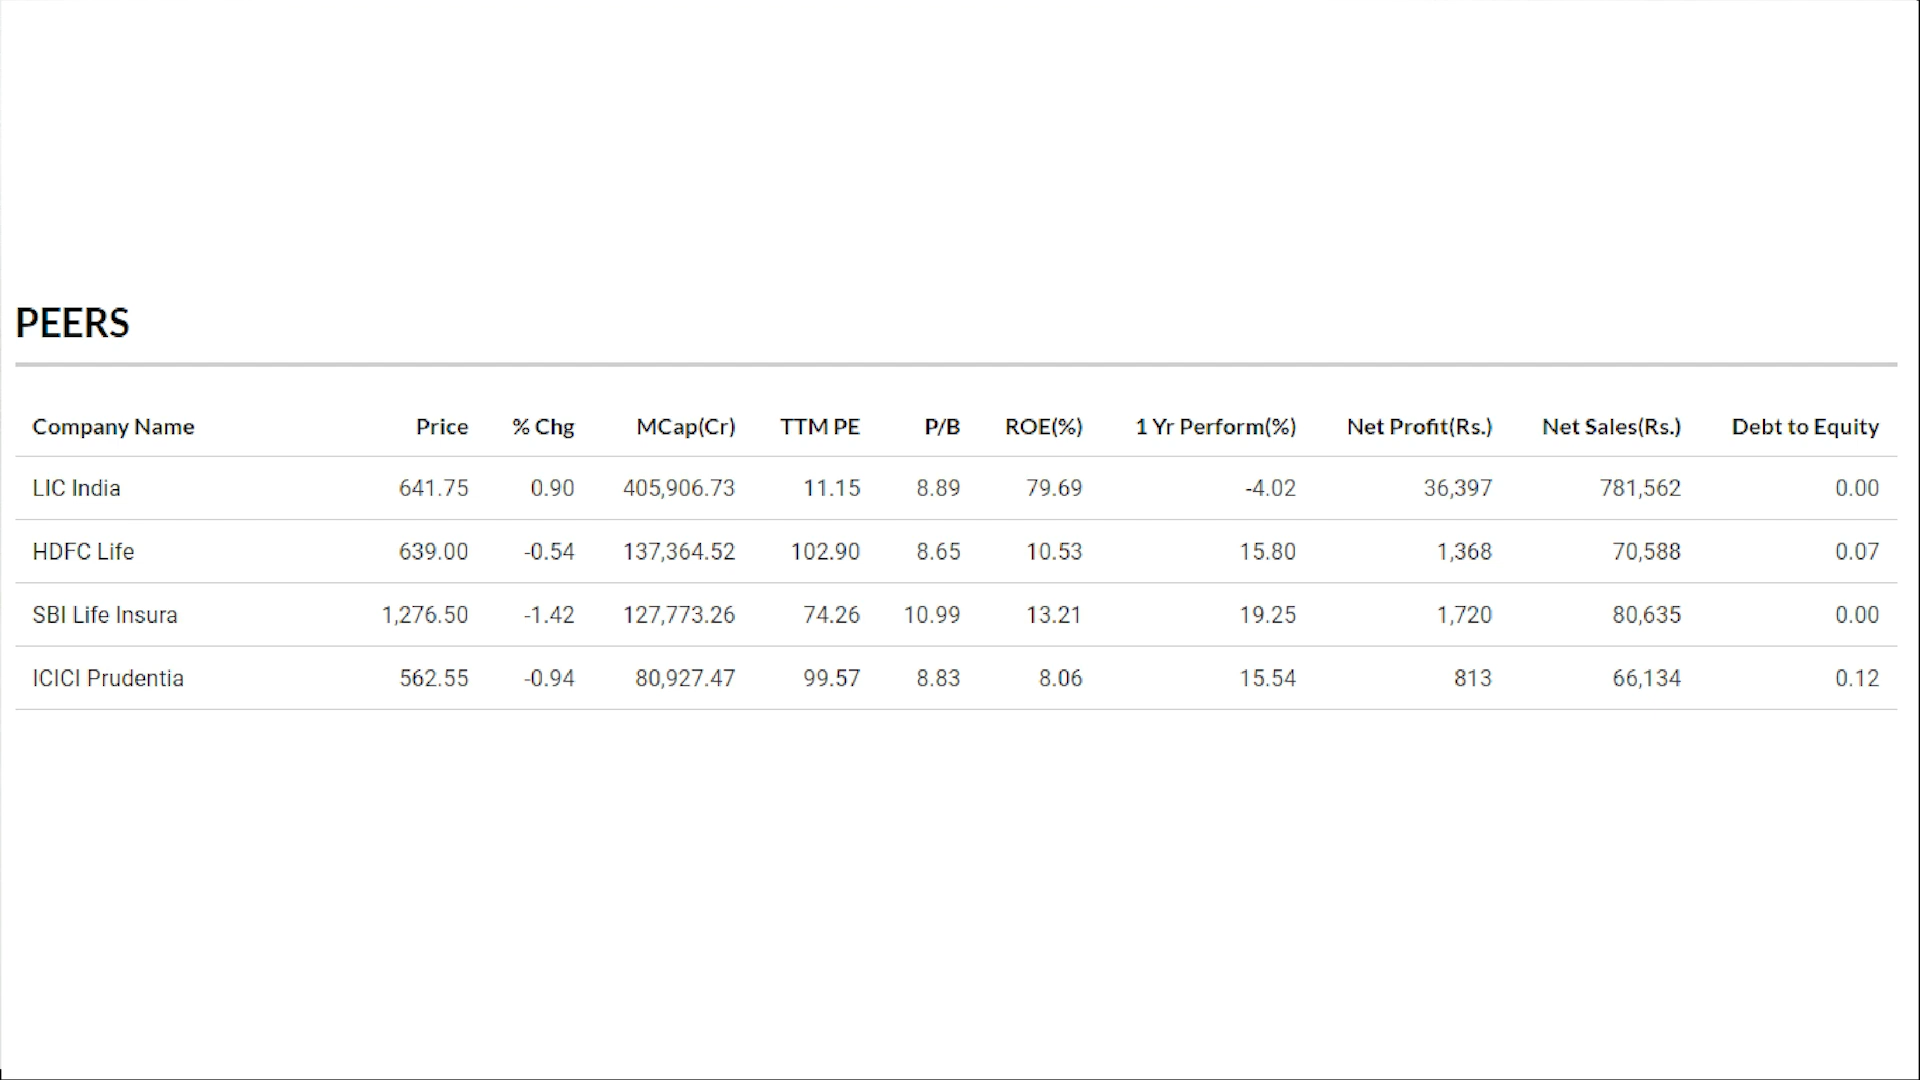 PEERS
Company Name Price % Chg MCap(Cr) TTM PE P/B ROE(%) 1 Yr Perform(%) Net Profit(Rs.) Net Sales(Rs.) Debt to Equity
LIC India 641.75 0.90 405,906.73 11.15 8.89 79.69 -4.02 36,397 781,562 0.00
HDFC Life 639.00 -0.54 137,364.52 102.90 8.65 10.53 15.80 1,368 70,588 0.07
SBI Life Insura 1,276.50 -1.42 127,773.26 74.26 10.99 13.21 19.25 1,720 80,635 0.00
ICICI Prudentia 562.55 -0.94 80,927.47 99.57 8.83 8.06 15.54 813 66,134 0.12